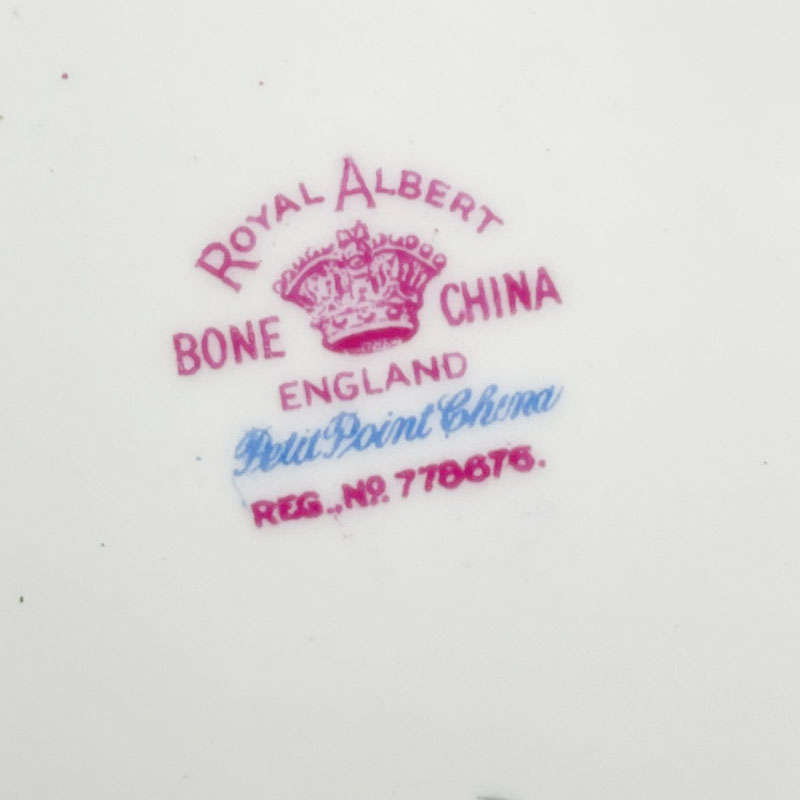 ROYAL ALBERT
BONE CHINA
ENGLAND
Petit Point China
REG., NO. 778676.